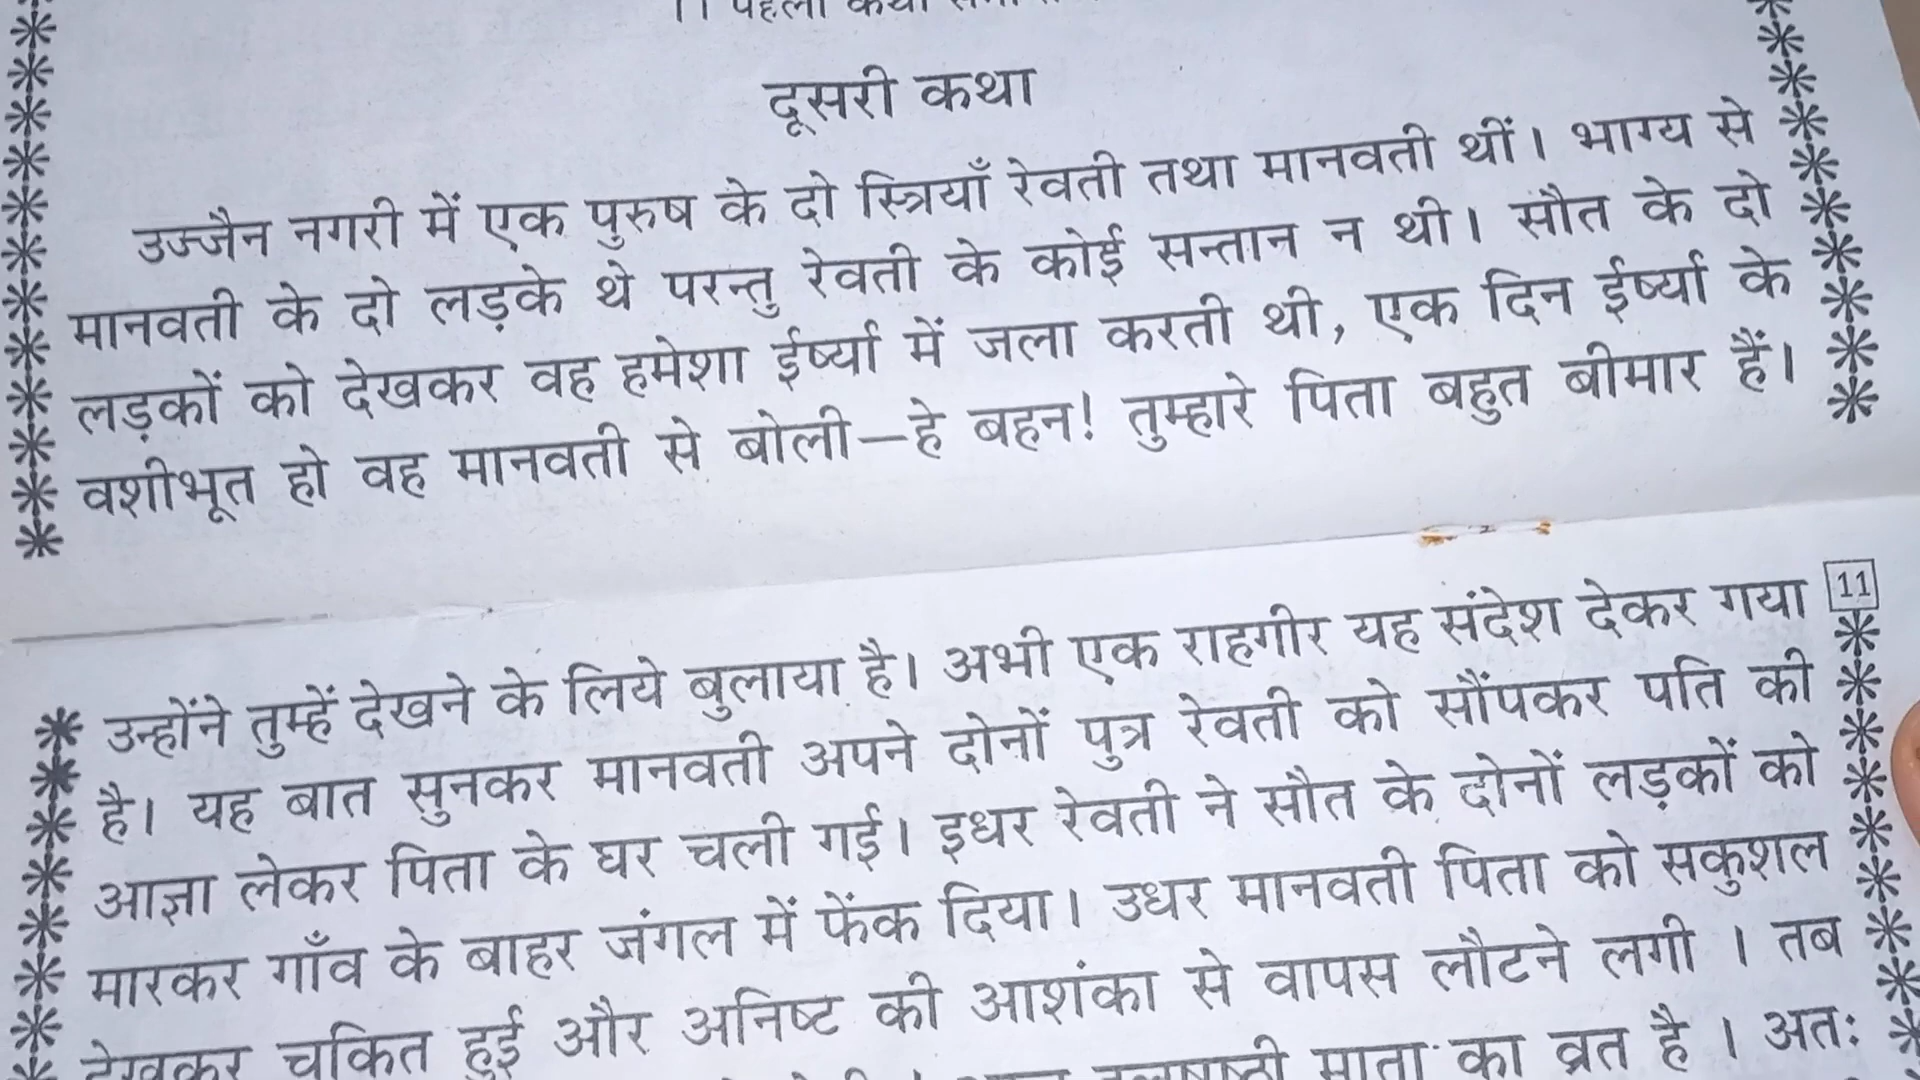 ।। पहली कथा
दूसरी कथा
उज्जैन नगरी में एक पुरुष के दो स्त्रियाँ रेवती तथा मानवती थीं। भाग्य से
मानवती के दो लड़के थे परन्तु रेवती के कोई सन्तान न थी। सौत के दो
लड़कों को देखकर वह हमेशा ईर्ष्या में जला करती थी, एक दिन ईर्ष्या के
वशीभूत हो वह मानवती से बोली—हे बहन! तुम्हारे पिता बहुत बीमार हैं।
11
उन्होंने तुम्हें देखने के लिये बुलाया है। अभी एक राहगीर यह संदेश देकर गया
है। यह बात सुनकर मानवती अपने दोनों पुत्र रेवती को सौंपकर पति की
आज्ञा लेकर पिता के घर चली गई। इधर रेवती ने सौत के दोनों लड़कों को
मारकर गाँव के बाहर जंगल में फेंक दिया। उधर मानवती पिता को सकुशल
देखकर चकित हुई और अनिष्ट की आशंका से वापस लौटने लगी । तब
माता का व्रत है । अतः